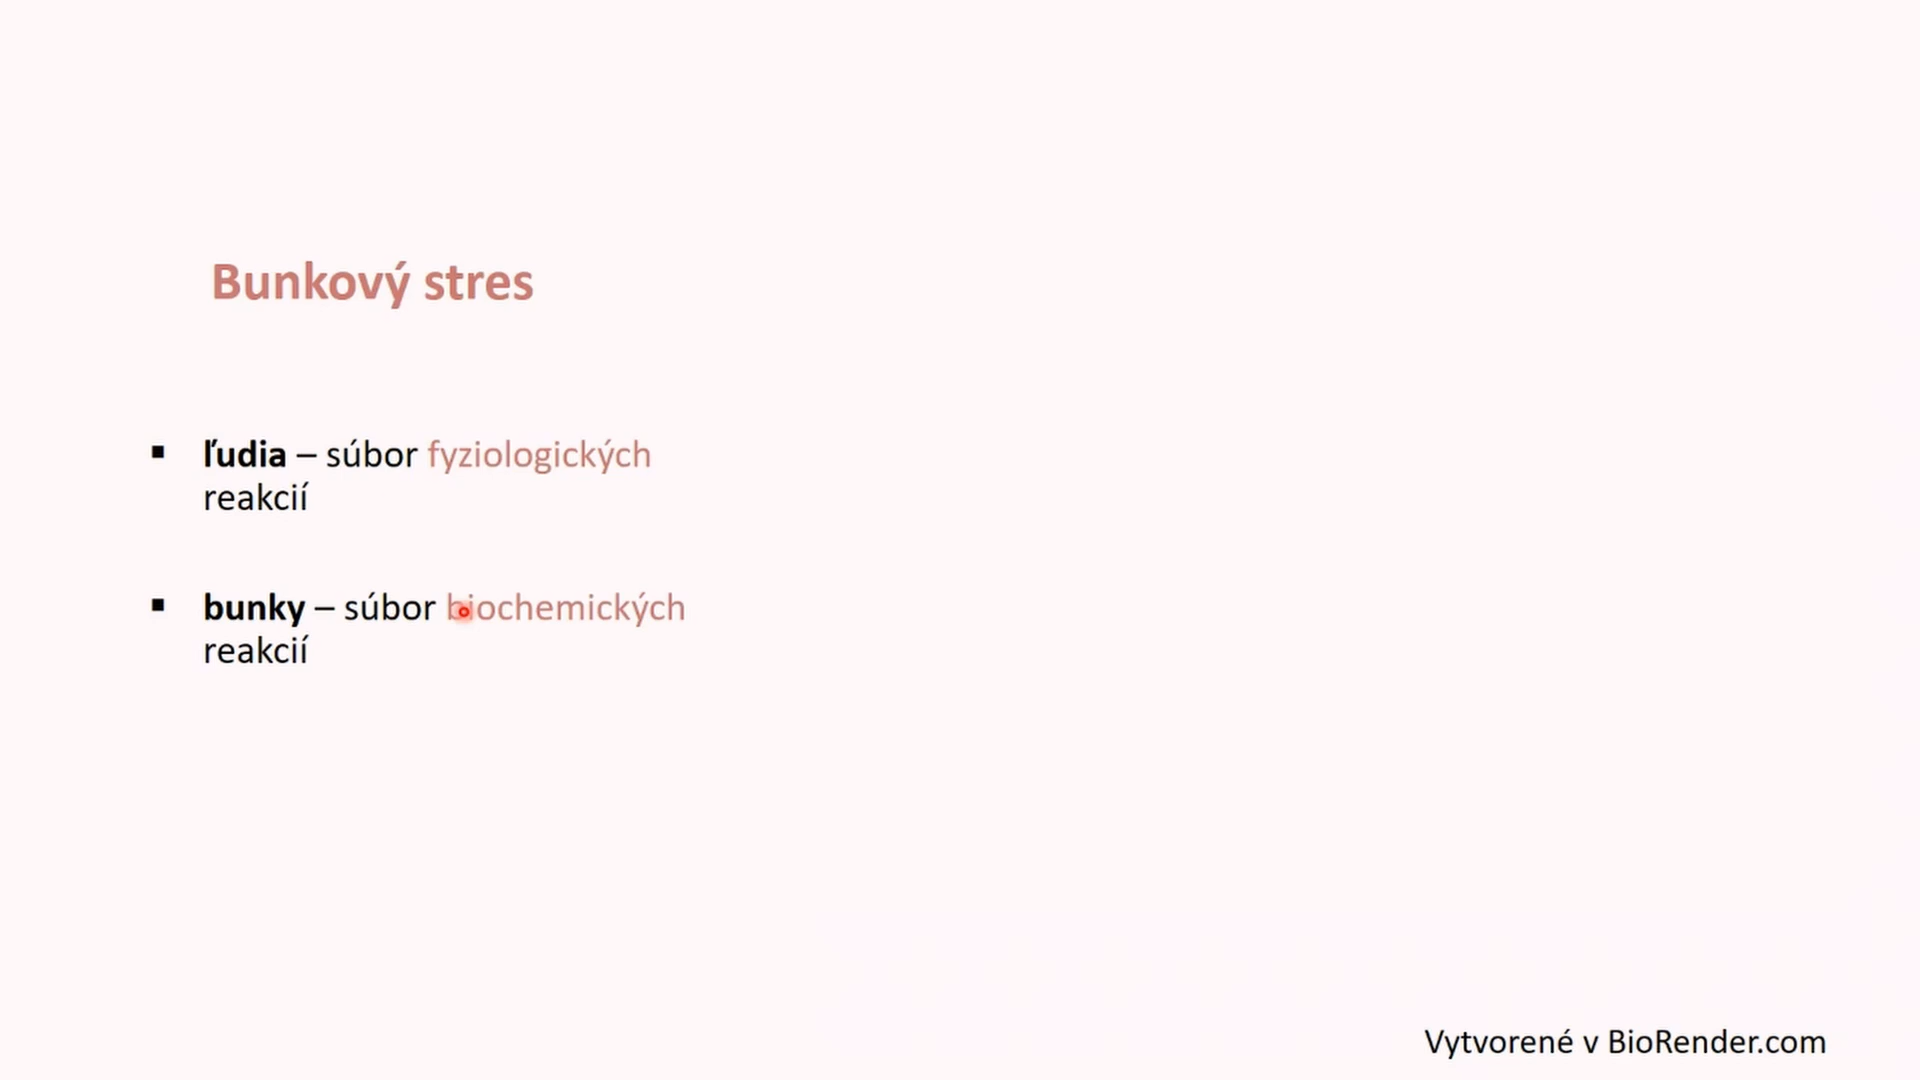 Bunkový stres
▪ ľudia – súbor fyziologických
reakcií
▪ bunky – súbor biochemických
reakcií
Vytvorené v BioRender.com